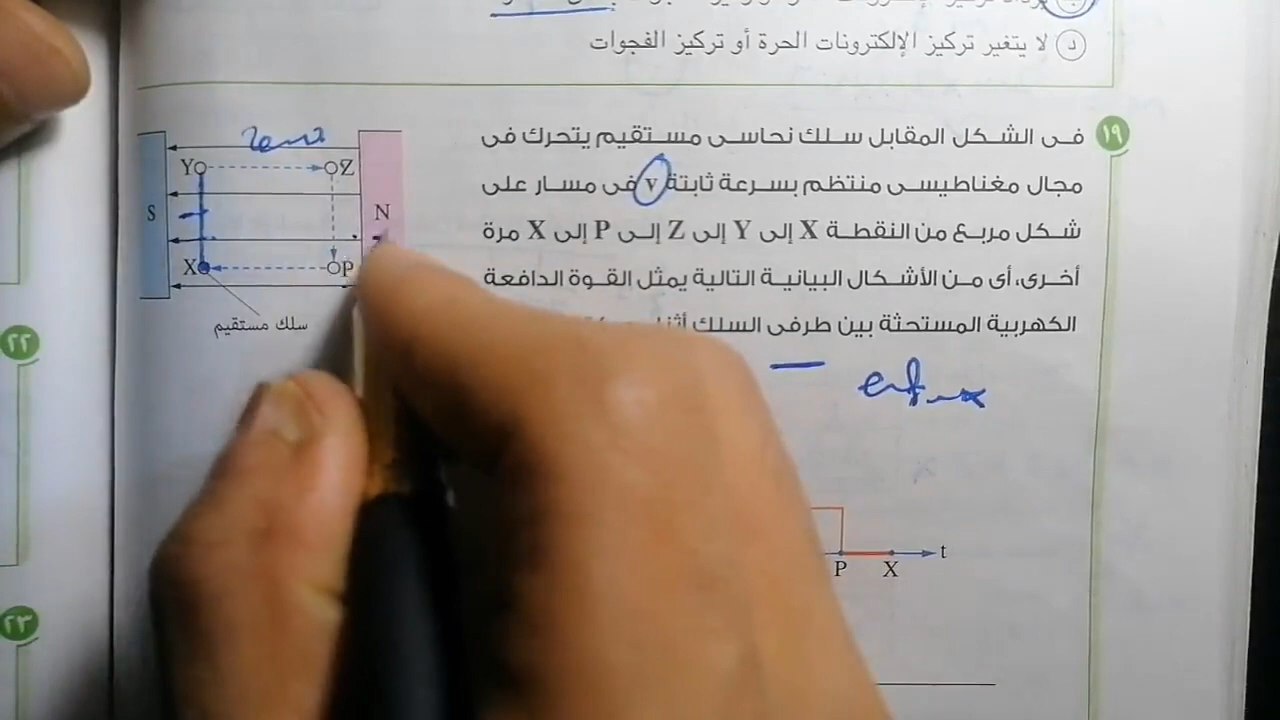 د لا يتغير تركيز الإلكترونات الحرة أو تركيز الفجوات
١٩ فى الشكل المقابل سلك نحاسى مستقيم يتحرك فى
مجال مغناطيسى منتظم بسرعة ثابتة v فى مسار على
شكل مربع من النقطة X إلى Y إلى Z إلى P إلى X مرة
أخرى، أى من الأشكال البيانية التالية يمثل القوة الدافعة
الكهربية المستحثة بين طرفى السلك
Y Z
S N
X P
سلك مستقيم
٢٢
٢٣
t
P X